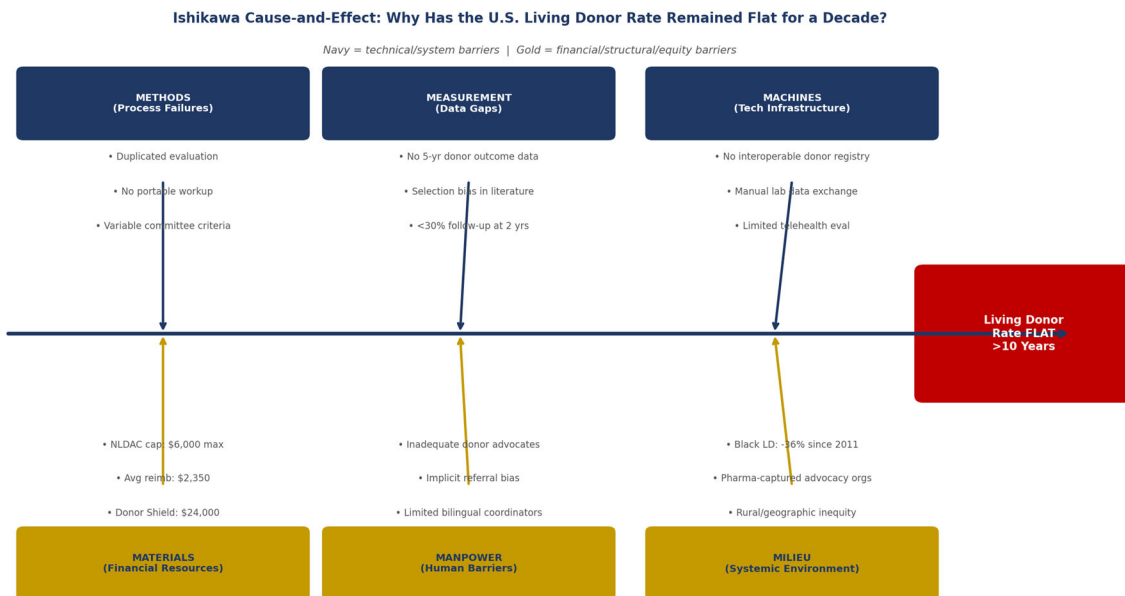 Ishikawa Cause-and-Effect: Why Has the U.S. Living Donor Rate Remained Flat for a Decade?
Navy = technical/system barriers | Gold = financial/structural/equity barriers
METHODS
(Process Failures)
• Duplicated evaluation
• No portable workup
• Variable committee criteria
MEASUREMENT
(Data Gaps)
• No 5-yr donor outcome data
• Selection bias in literature
• <30% follow-up at 2 yrs
MACHINES
(Tech Infrastructure)
• No interoperable donor registry
• Manual lab data exchange
• Limited telehealth eval
Living Donor
Rate FLAT
>10 Years
• NLDAC cap: $6,000 max
• Avg reimb: $2,350
• Donor Shield: $24,000
MATERIALS
(Financial Resources)
• Inadequate donor advocates
• Implicit referral bias
• Limited bilingual coordinators
MANPOWER
(Human Barriers)
• Black LD: -36% since 2011
• Pharma-captured advocacy orgs
• Rural/geographic inequity
MILIEU
(Systemic Environment)